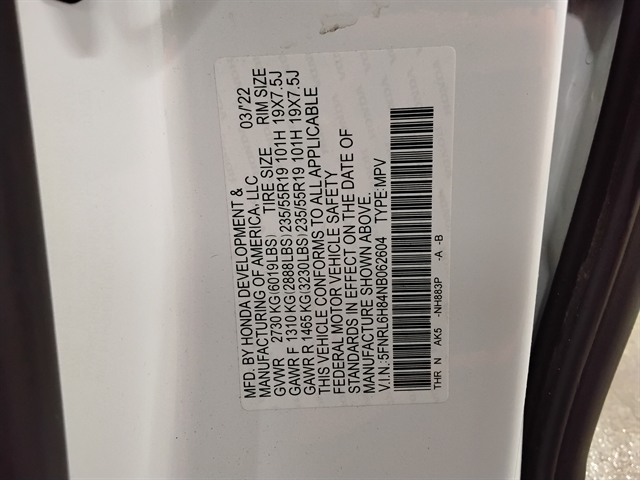 MFD. BY HONDA DEVELOPMENT & 03/'22
MANUFACTURING OF AMERICA, LLC
GVWR 2730 KG(6019LBS) TIRE SIZE RIM SIZE
GAWR F 1310 KG(2888LBS)235/55R19 101H 19X7.5J
GAWR R 1465 KG(3230LBS)235/55R19 101H 19X7.5J
THIS VEHICLE CONFORMS TO ALL APPLICABLE
FEDERAL MOTOR VEHICLE SAFETY
STANDARDS IN EFFECT ON THE DATE OF
MANUFACTURE SHOWN ABOVE.
V.I.N.:5FNRL6H84NB062604 TYPE:MPV
THR N AK5 -NH883P -A -B